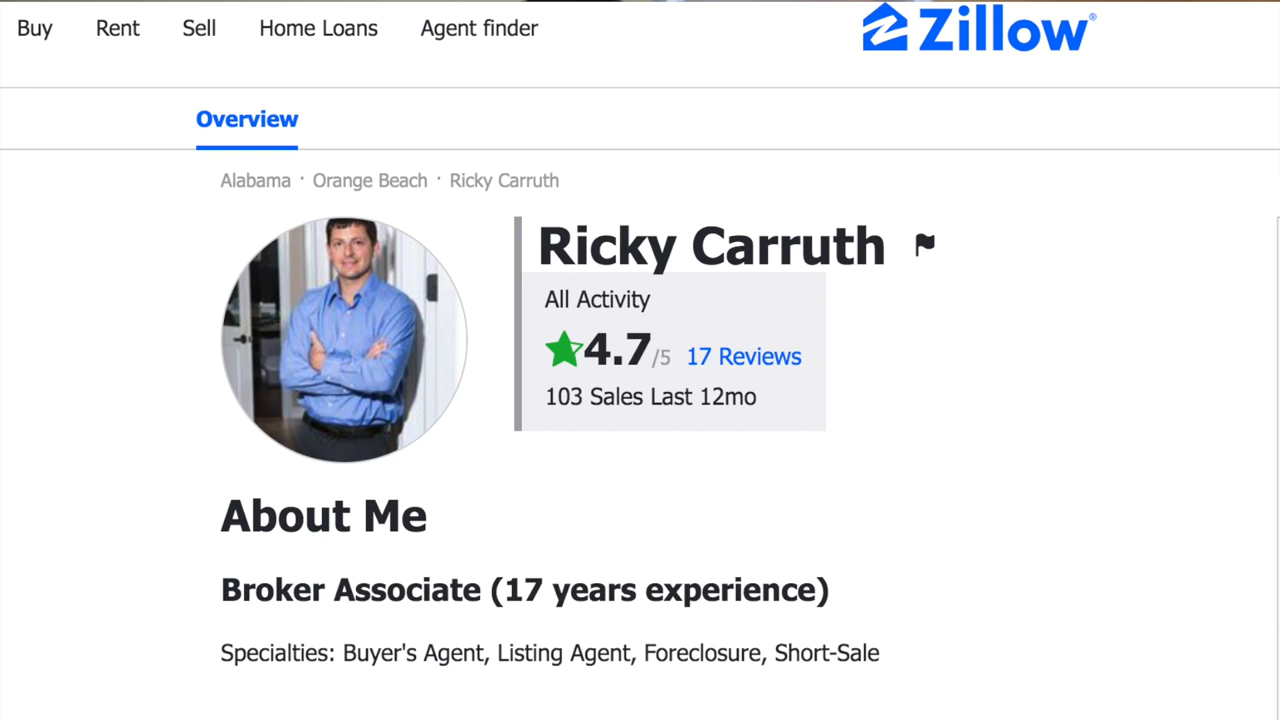 Buy Rent Sell Home Loans Agent finder Zillow®
Overview
Alabama · Orange Beach · Ricky Carruth
Ricky Carruth
All Activity
4.7/5 17 Reviews
103 Sales Last 12mo
About Me
Broker Associate (17 years experience)
Specialties: Buyer's Agent, Listing Agent, Foreclosure, Short-Sale